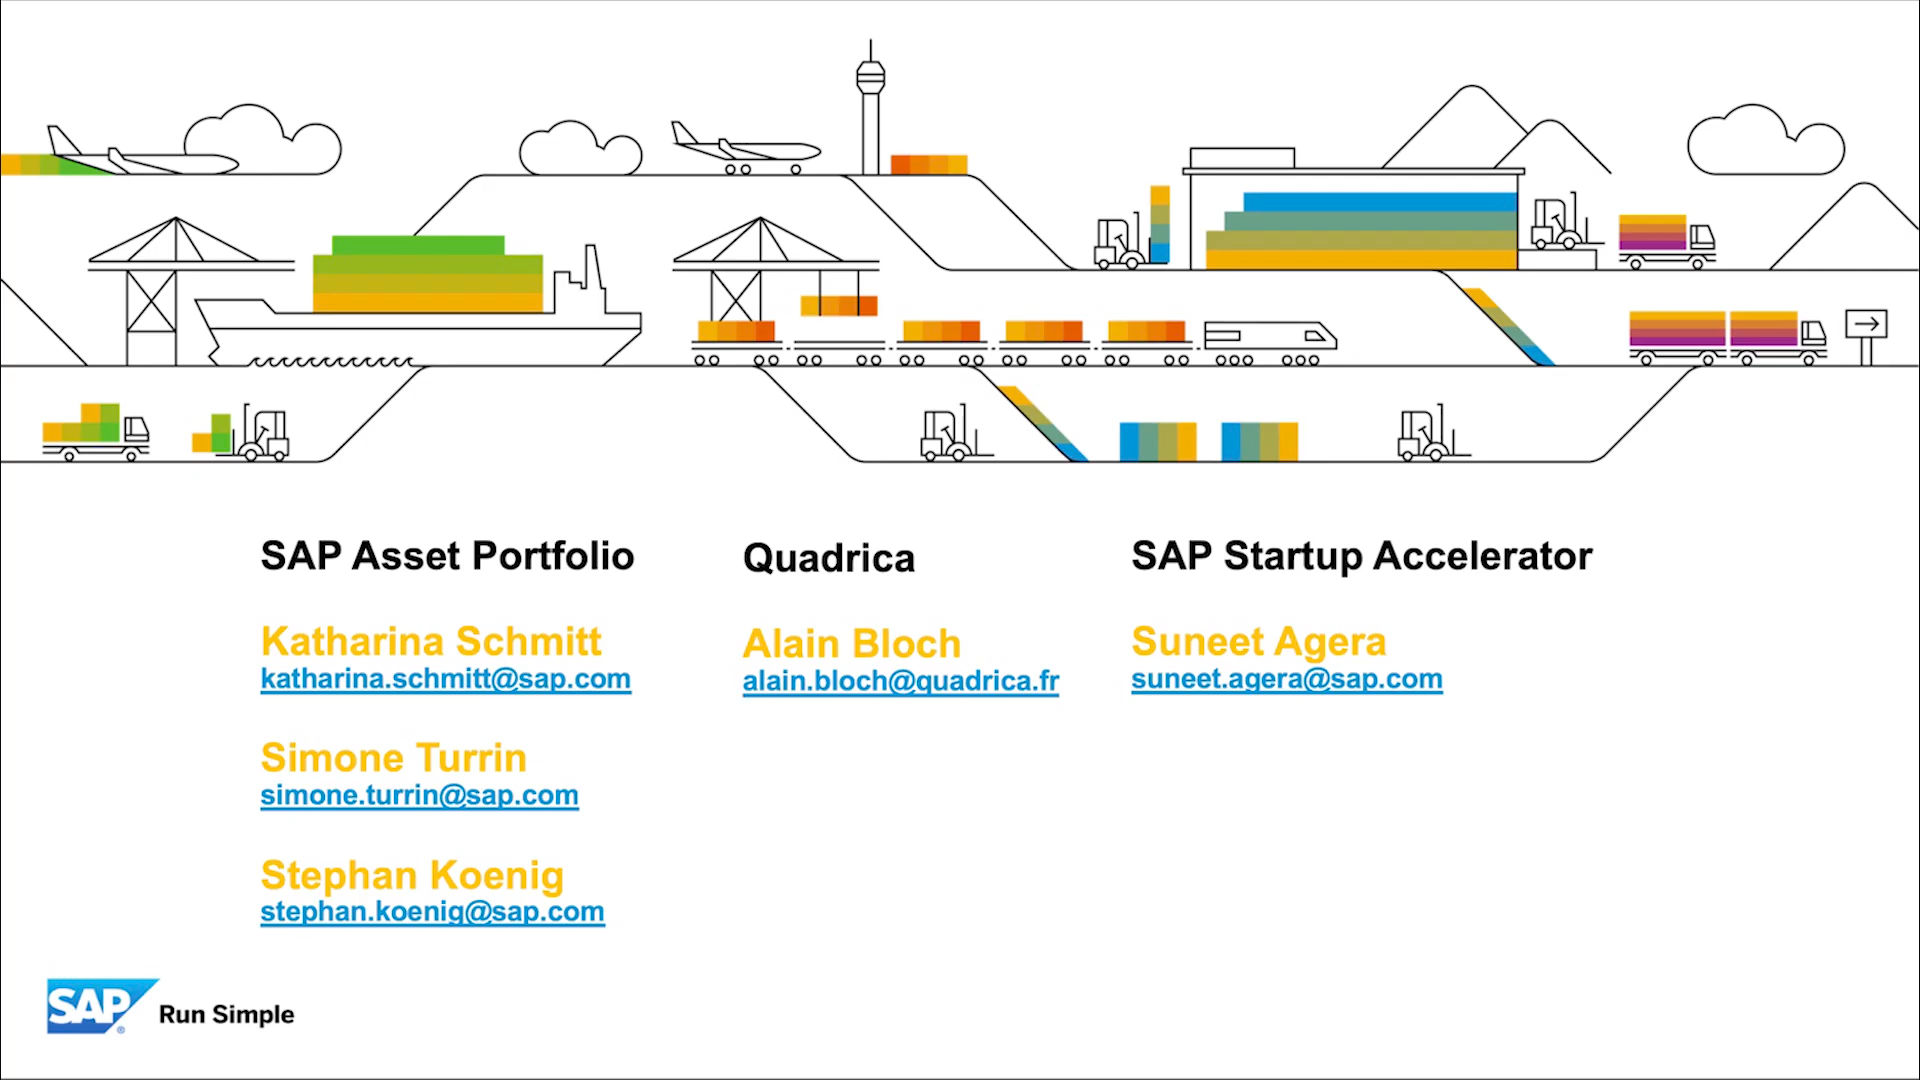 SAP Asset Portfolio
Katharina Schmitt
katharina.schmitt@sap.com
Simone Turrin
simone.turrin@sap.com
Stephan Koenig
stephan.koenig@sap.com
Quadrica
Alain Bloch
alain.bloch@quadrica.fr
SAP Startup Accelerator
Suneet Agera
suneet.agera@sap.com
SAP® Run Simple